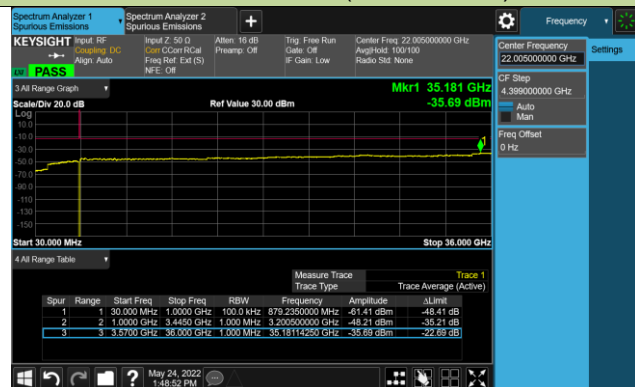 Spectrum Analyzer 1
Spurious Emissions
Spectrum Analyzer 2
Spurious Emissions
Frequency
KEYSIGHT
Input: RF
Coupling: DC
Align: Auto
Input Z: 50 Ω
Corr CCorr RCal
Freq Ref: Ext (S)
NFE: Off
Atten: 16 dB
Preamp: Off
Trig: Free Run
Gate: Off
IF Gain: Low
Center Freq: 22.005000000 GHz
Avg|Hold: 100/100
Radio Std: None
PASS
Center Frequency
22.005000000 GHz
Settings
CF Step
4.399000000 GHz
Auto
Man
Freq Offset
0 Hz
3 All Range Graph
Mkr1 35.181 GHz
Scale/Div 20.0 dB
Ref Value 30.00 dBm
-35.69 dBm
Log
10.0
-10.0
-30.0
-50.0
-70.0
-90.0
-110
-130
-150
1
Start 30.000 MHz
Stop 36.000 GHz
4 All Range Table
Measure Trace Trace 1
Trace Type Trace Average (Active)
Spur Range Start Freq Stop Freq RBW Frequency Amplitude ΔLimit
1 1 30.000 MHz 1.0000 GHz 100.0 kHz 879.2350000 MHz -61.41 dBm -48.41 dB
2 2 1.0000 GHz 3.4450 GHz 1.000 MHz 3.200500000 GHz -48.21 dBm -35.21 dB
3 3 3.5700 GHz 36.000 GHz 1.000 MHz 35.18114250 GHz -35.69 dBm -22.69 dB
May 24, 2022
1:48:52 PM